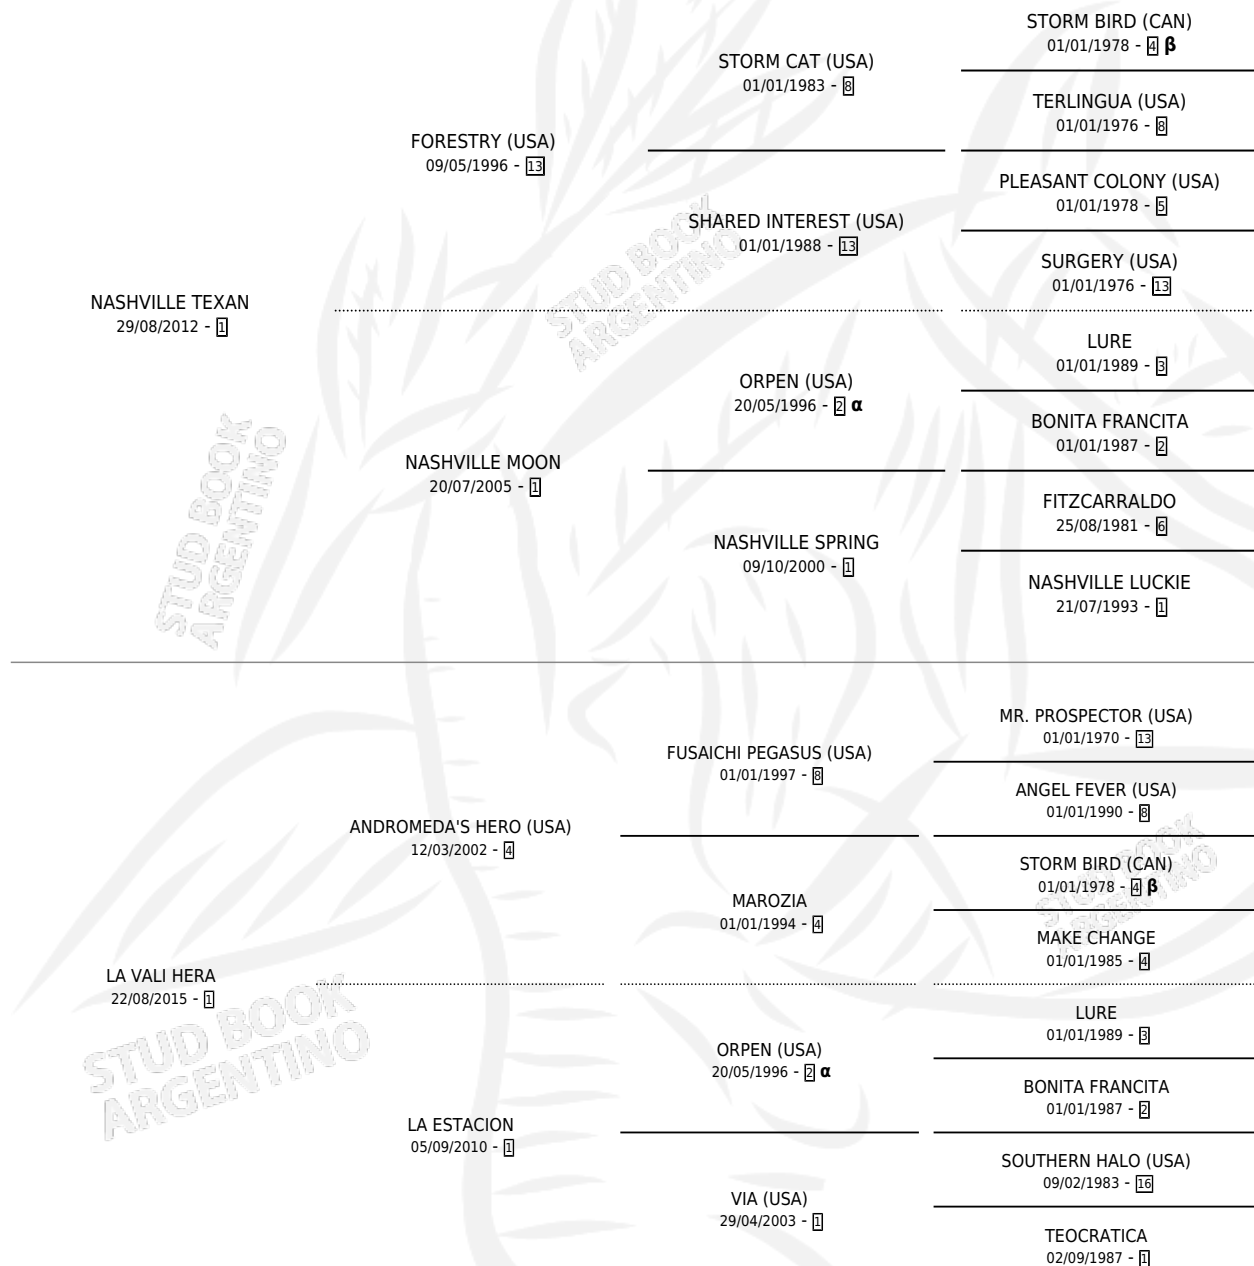 STORM BIRD (CAN)
01/01/1978 - 4 β
STORM CAT (USA)
01/01/1983 - 8
TERLINGUA (USA)
01/01/1976 - 8
FORESTRY (USA)
09/05/1996 - 13
PLEASANT COLONY (USA)
01/01/1978 - 5
SHARED INTEREST (USA)
01/01/1988 - 13
SURGERY (USA)
01/01/1976 - 13
NASHVILLE TEXAN
29/08/2012 - 1
LURE
01/01/1989 - 3
ORPEN (USA)
20/05/1996 - 2 α
BONITA FRANCITA
01/01/1987 - 2
NASHVILLE MOON
20/07/2005 - 1
FITZCARRALDO
25/08/1981 - 6
NASHVILLE SPRING
09/10/2000 - 1
NASHVILLE LUCKIE
21/07/1993 - 1
MR. PROSPECTOR (USA)
01/01/1970 - 13
FUSAICHI PEGASUS (USA)
01/01/1997 - 8
ANGEL FEVER (USA)
01/01/1990 - 8
ANDROMEDA'S HERO (USA)
12/03/2002 - 4
STORM BIRD (CAN)
01/01/1978 - 4 β
MAROZIA
01/01/1994 - 4
MAKE CHANGE
01/01/1985 - 4
LA VALI HERA
22/08/2015 - 1
LURE
01/01/1989 - 3
ORPEN (USA)
20/05/1996 - 2 α
BONITA FRANCITA
01/01/1987 - 2
LA ESTACION
05/09/2010 - 1
SOUTHERN HALO (USA)
09/02/1983 - 16
VIA (USA)
29/04/2003 - 1
TEOCRATICA
02/09/1987 - 1
STUD BOOK
ARGENTINO
STUD BOOK
ARGENTINO
STUD BOOK
ARGENTINO
STUD BOOK
ARGENTINO